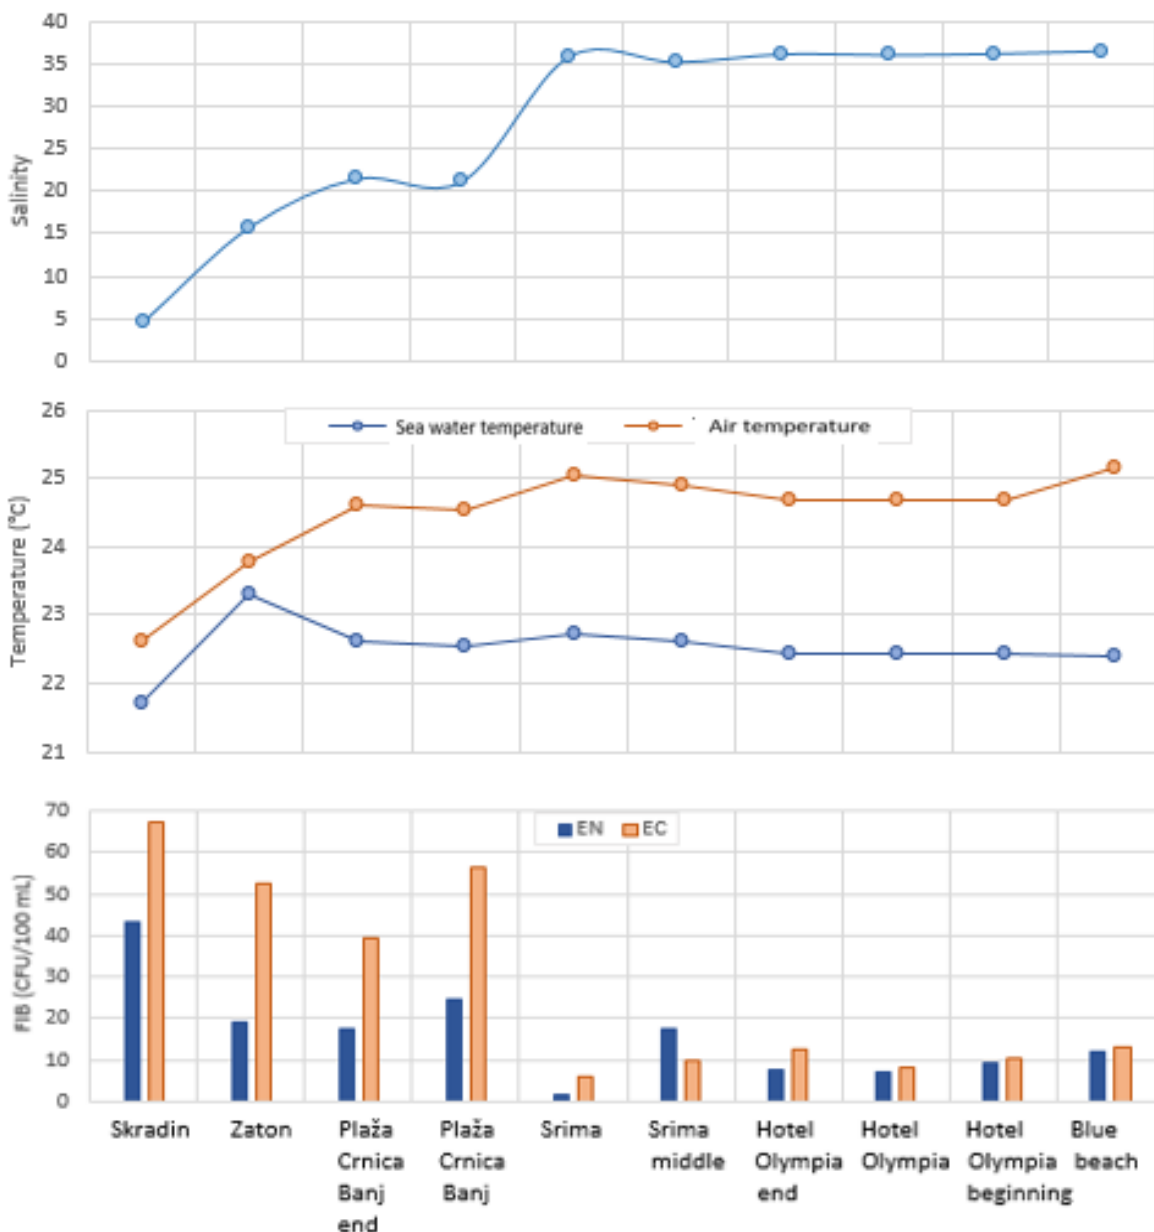 40
35
30
25
20
15
10
5
0
Salinity
26
25
24
23
22
21
Temperature (°C)
Sea water temperature
Air temperature
70
60
50
40
30
20
10
0
FIB (CFU/100 mL)
EN EC
Skradin
Zaton
Plaža
Crnica
Banj
end
Plaža
Crnica
Banj
Srima
Srima
middle
Hotel
Olympia
end
Hotel
Olympia
Hotel
Olympia
beginning
Blue
beach